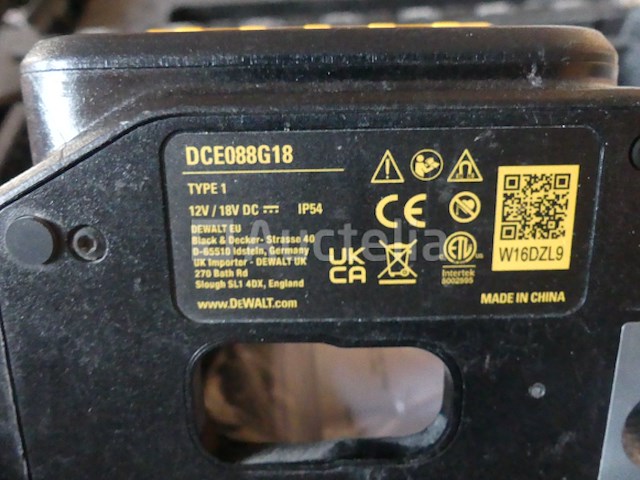 DCE088G18
TYPE 1
12V / 18V DC IP54
DEWALT EU
Black & Decker- Strasse 40
D-65510 Idstein, Germany
UK Importer - DEWALT UK
270 Bath Rd
Slough SL1 4DX, England
www.DEWALT.com
CE
UK
CA
ETL
Intertek
4002895
W16DZL9
MADE IN CHINA
Auctelia